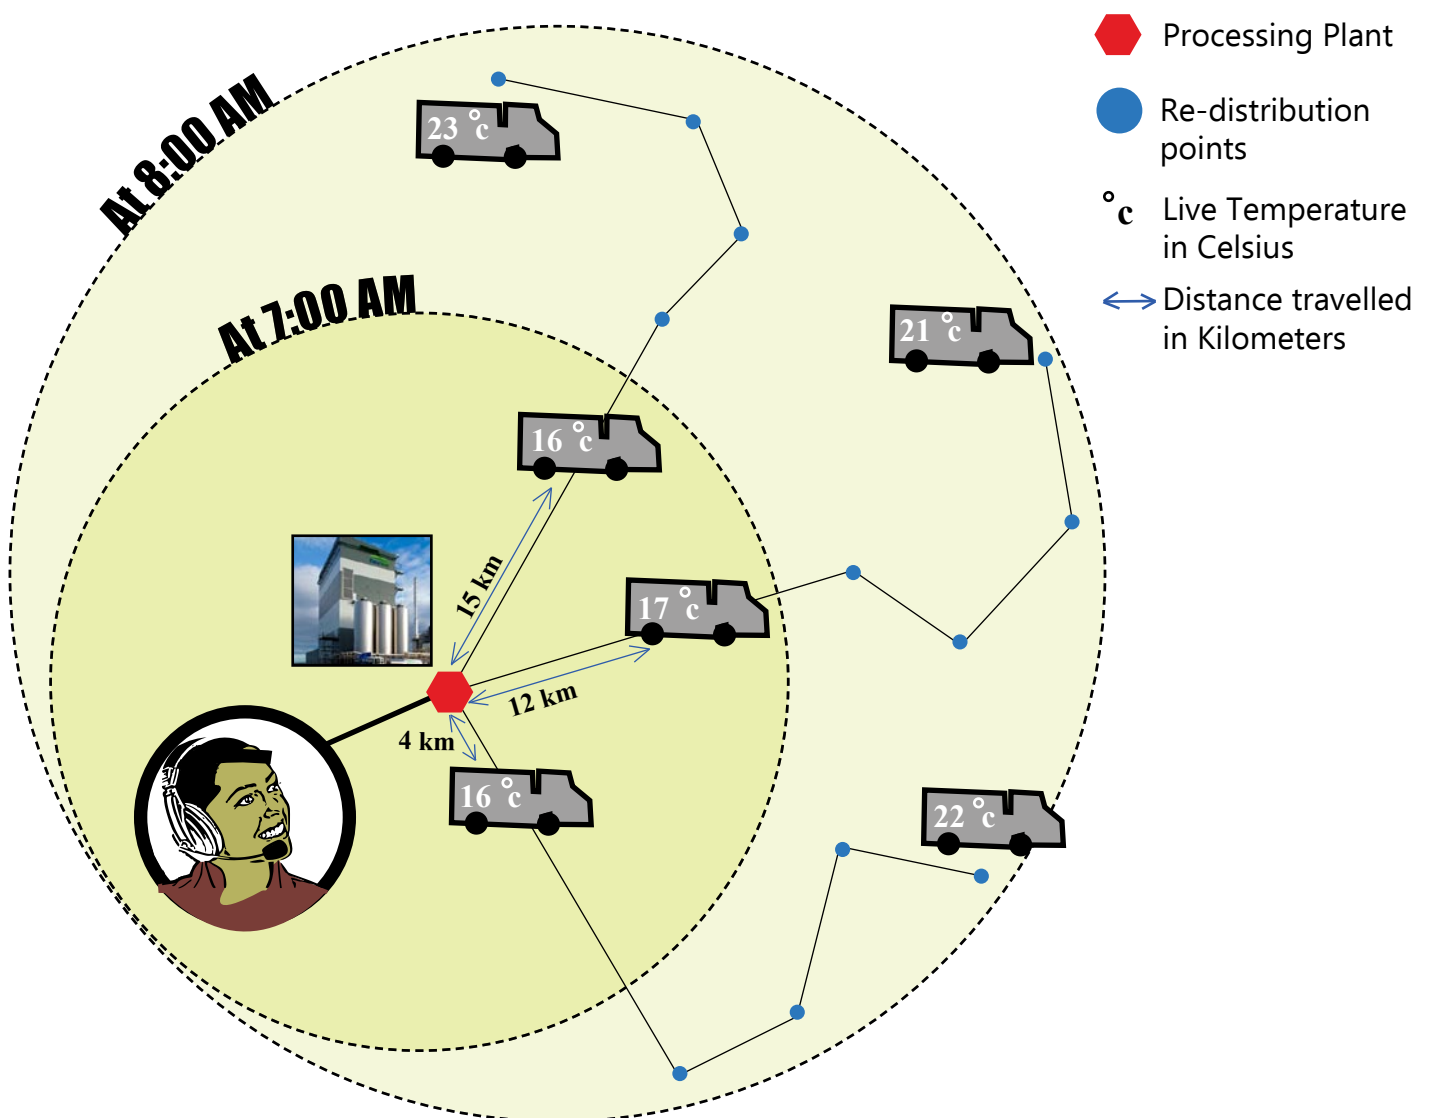 Processing Plant
Re-distribution
points
°c Live Temperature
in Celsius
Distance travelled
in Kilometers
At 8:00 AM
At 7:00 AM
23 °c
21 °c
16 °c
15 km
17 °c
12 km
4 km
16 °c
22 °c